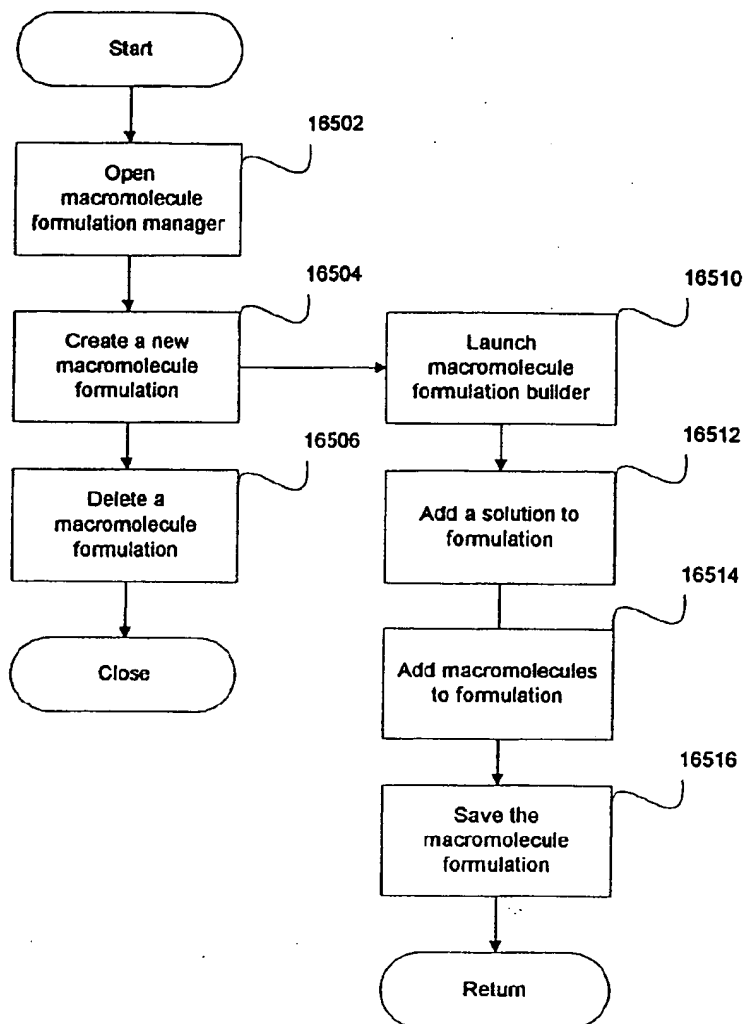 Start
16502
Open
macromolecule
formulation manager
16504
Create a new
macromolecule
formulation
16506
Delete a
macromolecule
formulation
Close
16510
Launch
macromolecule
formulation builder
16512
Add a solution to
formulation
16514
Add macromolecules
to formulation
16516
Save the
macromolecule
formulation
Return